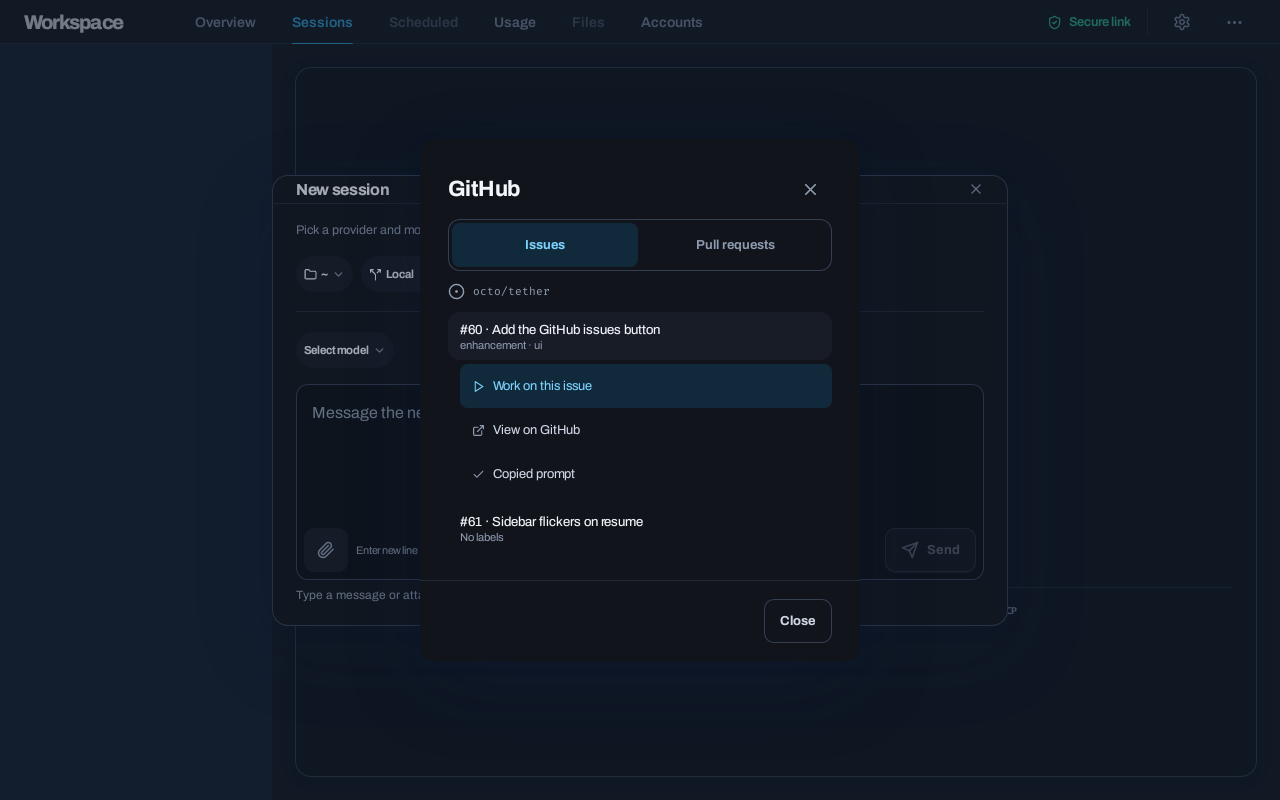 Workspace
Overview
Sessions
Scheduled
Usage
Files
Accounts
Secure link
New session
Pick a provider and mo
~
Local
Select model
Message the ne
Enter new line
Send
Type a message or atta
GitHub
Issues
Pull requests
octo/tether
#60 · Add the GitHub issues button
enhancement · ui
Work on this issue
View on GitHub
Copied prompt
#61 · Sidebar flickers on resume
No labels
Close